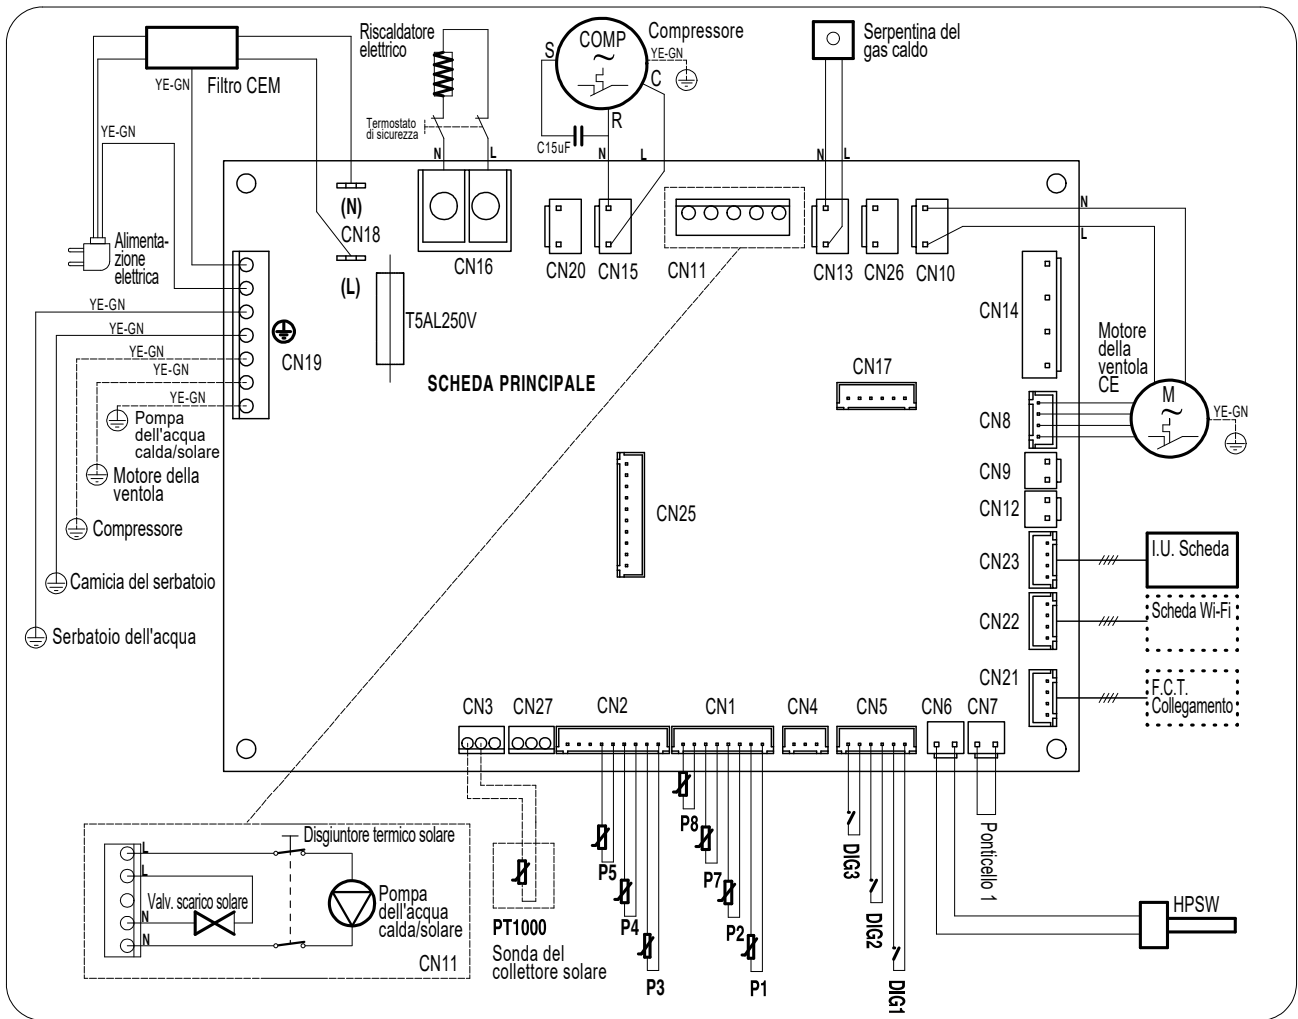 Riscaldatore
elettrico
S
COMP
~
Compressore
YE-GN
C
R
C15uF
Serpentina del
gas caldo
YE-GN
Filtro CEM
YE-GN
Termostato
di sicurezza
N
L
N
L
N
L
N
L
(N)
CN18
(L)
Alimenta-
zione
elettrica
CN16
CN20
CN15
CN11
CN13
CN26
CN10
CN14
T5AL250V
YE-GN
YE-GN
YE-GN
YE-GN
YE-GN
CN19
SCHEDA PRINCIPALE
CN17
Motore
della
ventola
CE
M
~
YE-GN
CN8
CN9
CN12
CN23
CN22
CN21
CN25
Pompa
dell'acqua
calda/solare
Motore della
ventola
Compressore
Camicia del serbatoio
Serbatoio dell'acqua
I.U. Scheda
Scheda Wi-Fi
F.C.T.
Collegamento
CN3
CN27
CN2
CN1
CN4
CN5
CN6
CN7
P8
P5
P7
P4
P2
P3
P1
DIG3
DIG2
DIG1
Ponticello 1
HPSW
PT1000
Sonda del
collettore solare
Disgiuntore termico solare
L
L
Valv. scarico solare
N
N
Pompa
dell'acqua
calda/solare
CN11